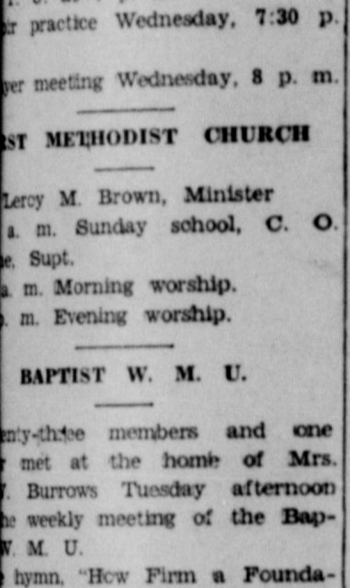 practice Wednesday, 7:30 p.
meeting Wednesday, 8 p. m.
METHODIST CHURCH
Leroy M. Brown, Minister
a. m. Sunday school, C. O.
Supt.
a. m. Morning worship.
m. Evening worship.
BAPTIST W. M. U.
members and one
met at the home of Mrs.
Burrows Tuesday afternoon
weekly meeting of the Bap-
W. M. U.
hymn, "How Firm a Founda-